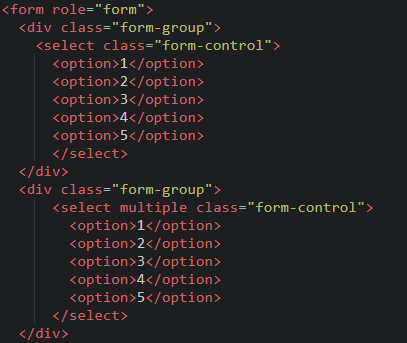 <form role="form">
  <div class="form-group">
    <select class="form-control">
      <option>1</option>
      <option>2</option>
      <option>3</option>
      <option>4</option>
      <option>5</option>
      </select>
  </div>
  <div class="form-group">
      <select multiple class="form-control">
        <option>1</option>
        <option>2</option>
        <option>3</option>
        <option>4</option>
        <option>5</option>
      </select>
  </div>